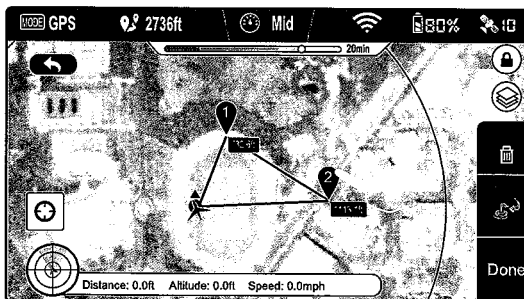 MODE GPS 2736ft Mid 80% 10
20min
1
2
Done
Distance: 0.0ft Altitude: 0.0ft Speed: 0.0mph